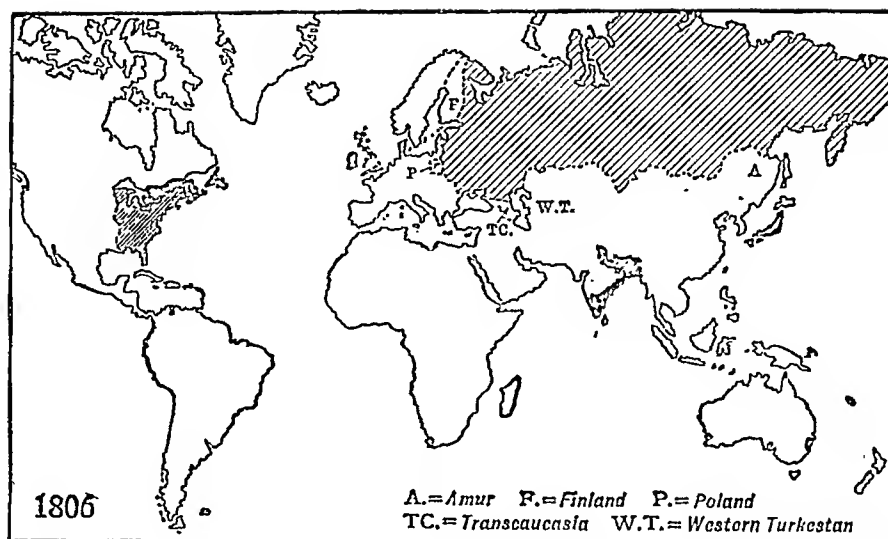 F
P
A
W.T.
TC.
1806
A.=Amur F.=Finland P.=Poland
TC.=Transcaucasia W.T.=Western Turkestan